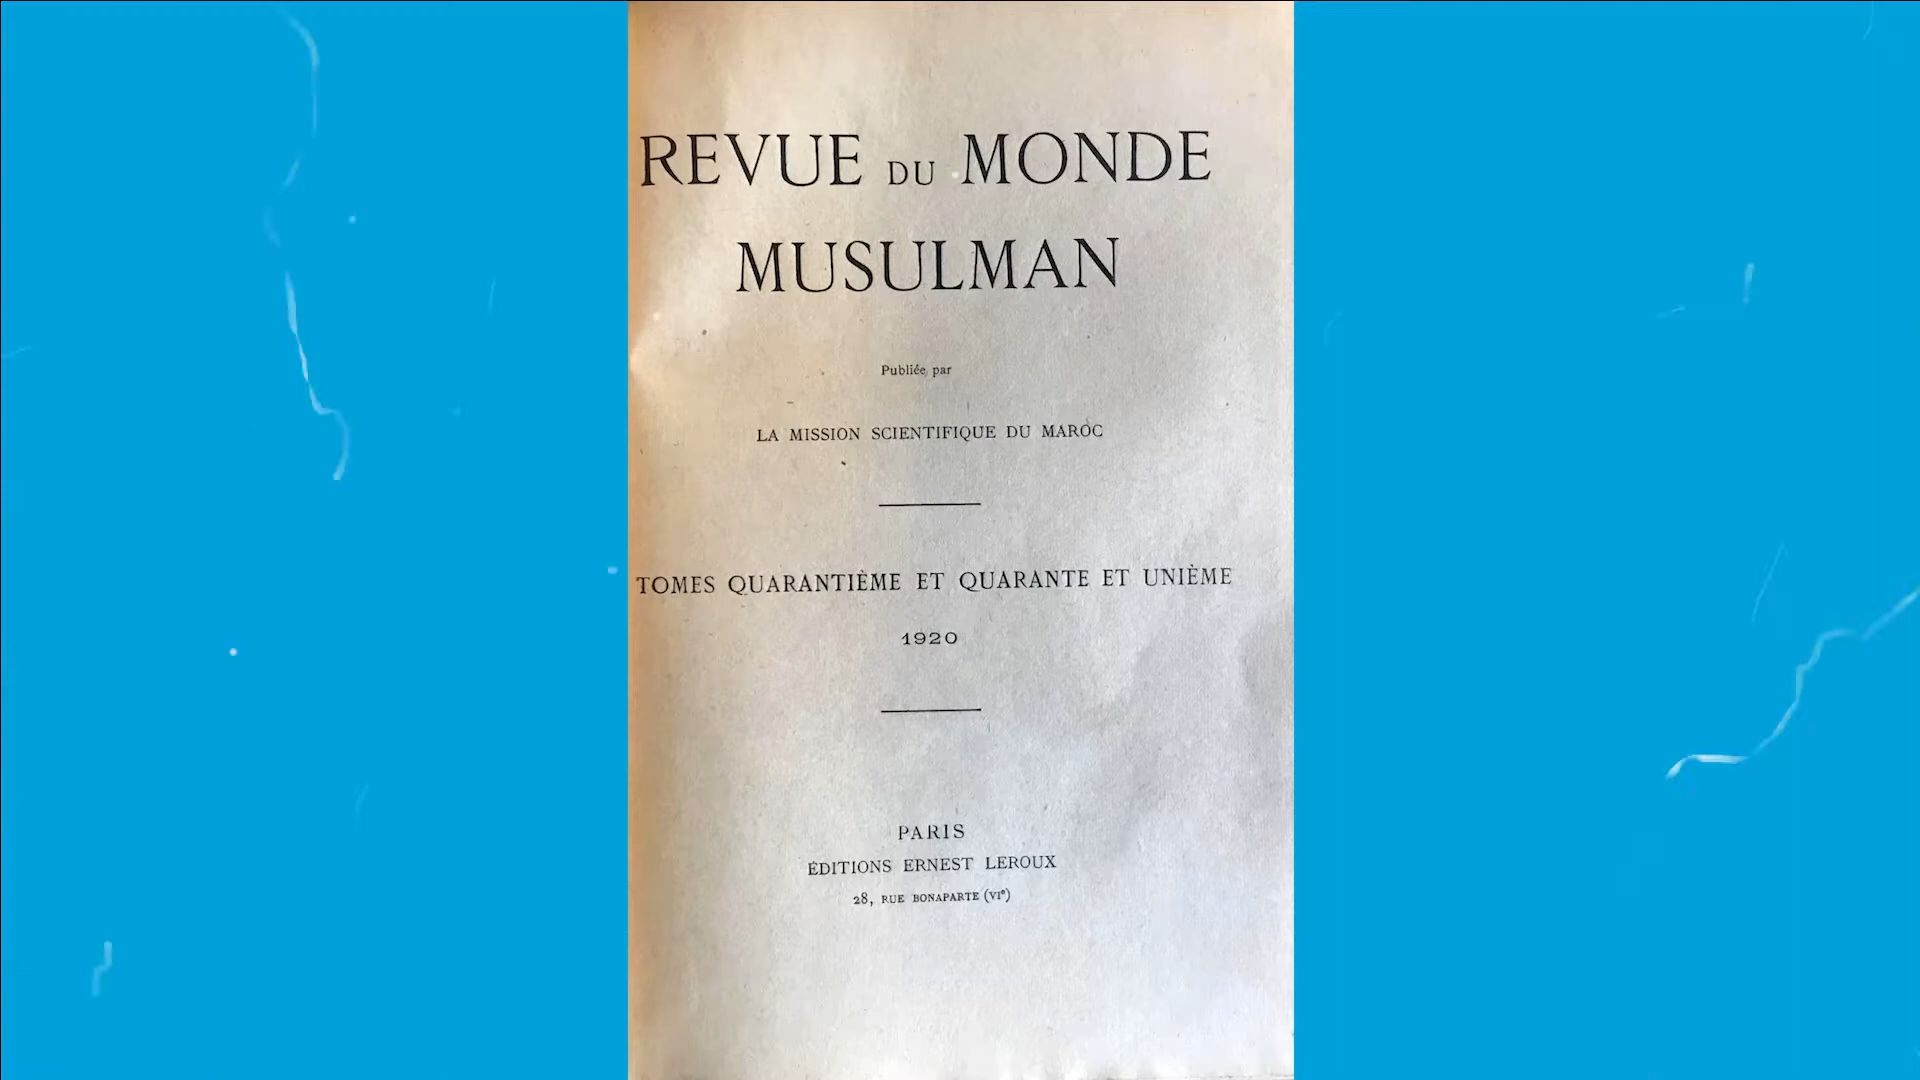 REVUE DU MONDE
MUSULMAN
Publiée par
LA MISSION SCIENTIFIQUE DU MAROC
TOMES QUARANTIÈME ET QUARANTE ET UNIÈME
1920
PARIS
ÉDITIONS ERNEST LEROUX
28, RUE BONAPARTE (VIᵉ)